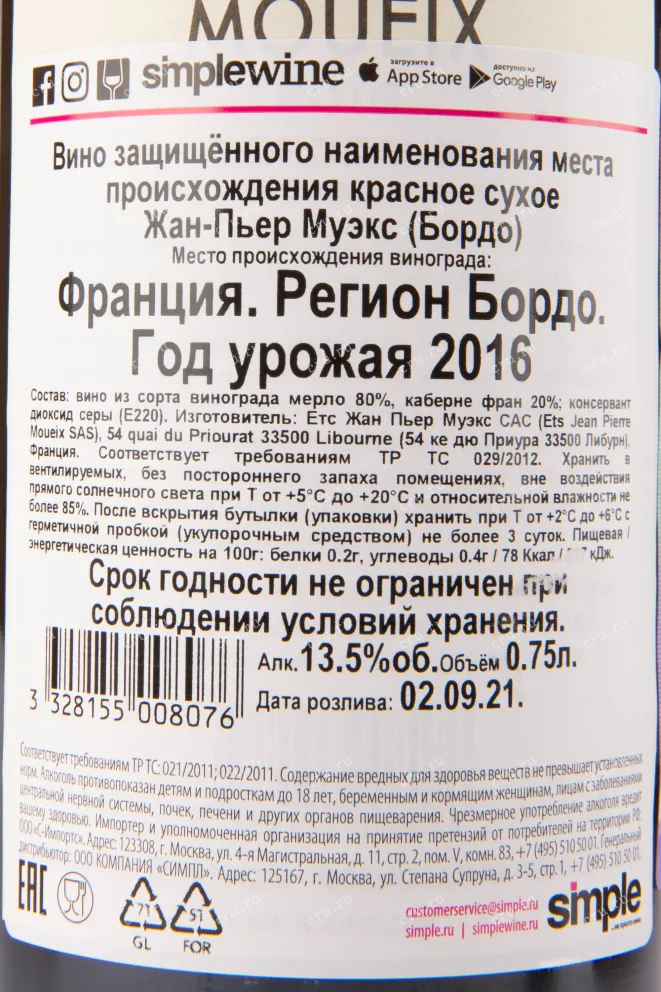 MOUEIX
simplewine загрузите в App Store доступно на Google Play
Вино защищённого наименования места
происхождения красное сухое
Жан-Пьер Муэкс (Бордо)
Место происхождения винограда:
Франция. Регион Бордо.
Год урожая 2016
Состав: вино из сорта винограда мерло 80%, каберне фран 20%; консервант
диоксид серы (Е220). Изготовитель: Етс Жан Пьер Муэкс САС (Ets Jean Pierre
Moueix SAS), 54 quai du Priourat 33500 Libourne (54 ке дю Приура 33500 Либурн),
Франция. Соответствует требованиям ТР ТС 029/2012. Хранить в
вентилируемых, без постороннего запаха помещениях, вне воздействия
прямого солнечного света при Т от +5°С до +20°С и относительной влажности не
более 85%. После вскрытия бутылки (упаковки) хранить при Т от +2°С до +6°С с
герметичной пробкой (укупорочным средством) не более 3 суток. Пищевая /
энергетическая ценность на 100г: белки 0.2г, углеводы 0.4г / 78 Ккал / кДж.
Срок годности не ограничен при
соблюдении условий хранения.
Алк. 13.5%об. Объём 0.75л.
3 328155 008076
Дата розлива: 02.09.21.
Соответствует требованиям ТР ТС: 021/2011; 022/2011. Содержание вредных для здоровья веществ не превышает установленных
норм. Алкоголь противопоказан детям и подросткам до 18 лет, беременным и кормящим женщинам, лицам с заболеваниями
центральной нервной системы, почек, печени и других органов пищеварения. Чрезмерное употребление алкоголя вредит
вашему здоровью. Импортер и уполномоченная организация на принятие претензий от потребителей на территории РФ:
ООО «С-Импортс». Адрес: 123308, г. Москва, ул. 4-я Магистральная, д. 11, стр. 2, пом. V, комн. 83, +7 (495) 510 50 01. Генеральный
дистрибьютор: ООО КОМПАНИЯ «СИМПЛ». Адрес: 125167, г. Москва, ул. Степана Супруна, д. 3-5, стр.1, +7 (495) 510 50 01.
EAC
71
GL
51
FOR
customerservice@simple.ru
simple.ru | simplewine.ru
simple
...не просто вино